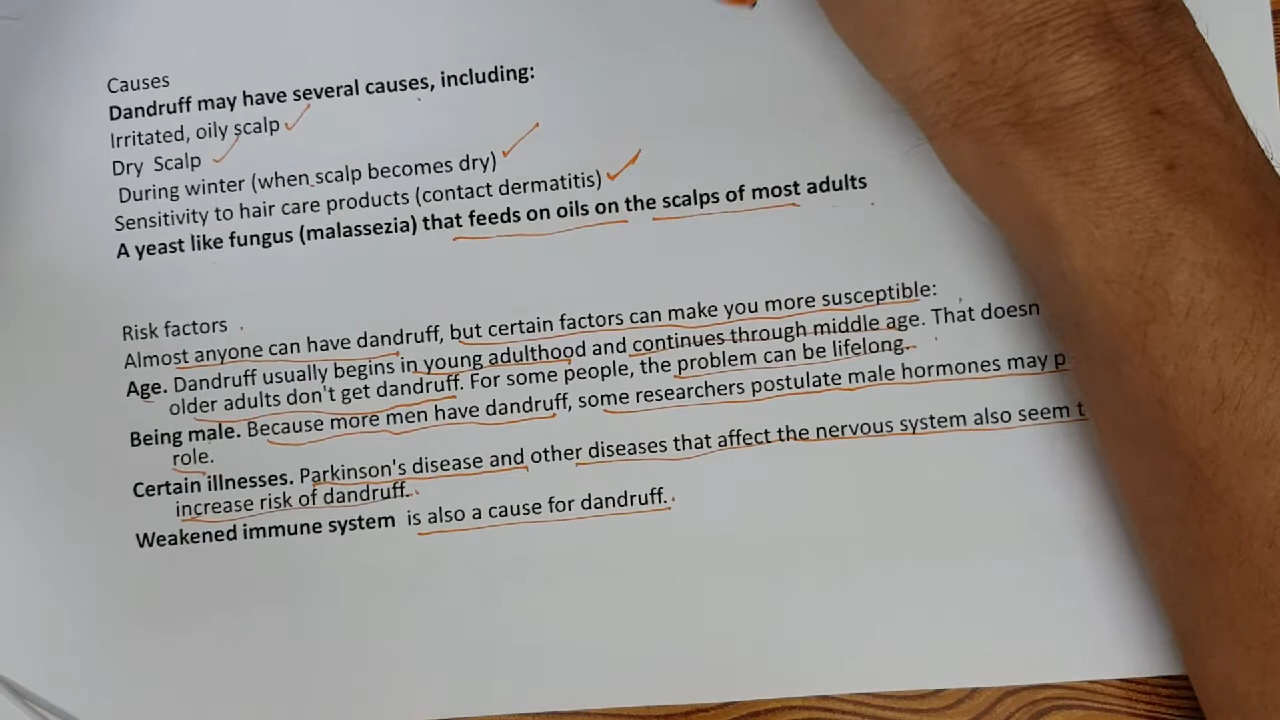 Causes
Dandruff may have several causes, including:
Irritated, oily scalp
Dry Scalp
During winter (when scalp becomes dry)
Sensitivity to hair care products (contact dermatitis)
A yeast like fungus (malassezia) that feeds on oils on the scalps of most adults
Risk factors
Almost anyone can have dandruff, but certain factors can make you more susceptible:
Age. Dandruff usually begins in young adulthood and continues through middle age. That doesn
older adults don't get dandruff. For some people, the problem can be lifelong.
Being male. Because more men have dandruff, some researchers postulate male hormones may p
role.
Certain illnesses. Parkinson's disease and other diseases that affect the nervous system also seem t
increase risk of dandruff.
Weakened immune system is also a cause for dandruff.